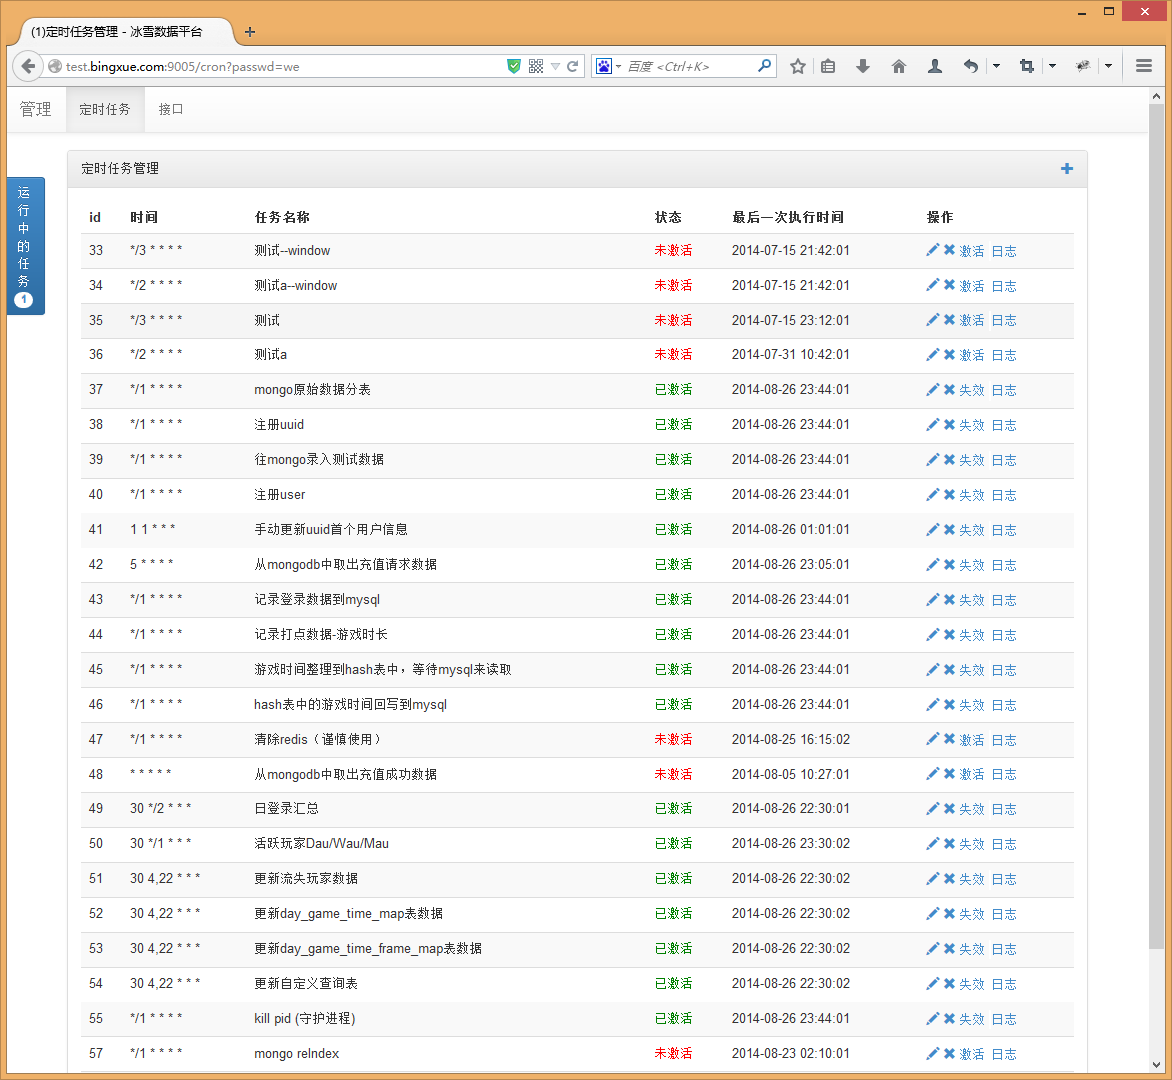 (1)定时任务管理 - 冰雪数据平台
test.bingxue.com:9005/cron?passwd=we
百度 <Ctrl+K>
管理 定时任务 接口
定时任务管理
运行中的任务 1
id 时间 任务名称 状态 最后一次执行时间 操作
33 */3 * * * * 测试--window 未激活 2014-07-15 21:42:01 激活 日志
34 */2 * * * * 测试a--window 未激活 2014-07-15 21:42:01 激活 日志
35 */3 * * * * 测试 未激活 2014-07-15 23:12:01 激活 日志
36 */2 * * * * 测试a 未激活 2014-07-31 10:42:01 激活 日志
37 */1 * * * * mongo原始数据分表 已激活 2014-08-26 23:44:01 失效 日志
38 */1 * * * * 注册uuid 已激活 2014-08-26 23:44:01 失效 日志
39 */1 * * * * 往mongo录入测试数据 已激活 2014-08-26 23:44:01 失效 日志
40 */1 * * * * 注册user 已激活 2014-08-26 23:44:01 失效 日志
41 1 1 * * * 手动更新uuid首个用户信息 已激活 2014-08-26 01:01:01 失效 日志
42 5 * * * * 从mongodb中取出充值请求数据 已激活 2014-08-26 23:05:01 失效 日志
43 */1 * * * * 记录登录数据到mysql 已激活 2014-08-26 23:44:01 失效 日志
44 */1 * * * * 记录打点数据-游戏时长 已激活 2014-08-26 23:44:01 失效 日志
45 */1 * * * * 游戏时间整理到hash表中，等待mysql来读取 已激活 2014-08-26 23:44:01 失效 日志
46 */1 * * * * hash表中的游戏时间回写到mysql 已激活 2014-08-26 23:44:01 失效 日志
47 */1 * * * * 清除redis（谨慎使用） 未激活 2014-08-25 16:15:02 激活 日志
48 * * * * * 从mongodb中取出充值成功数据 未激活 2014-08-05 10:27:01 激活 日志
49 30 */2 * * * 日登录汇总 已激活 2014-08-26 22:30:01 失效 日志
50 30 */1 * * * 活跃玩家Dau/Wau/Mau 已激活 2014-08-26 23:30:02 失效 日志
51 30 4,22 * * * 更新流失玩家数据 已激活 2014-08-26 22:30:02 失效 日志
52 30 4,22 * * * 更新day_game_time_map表数据 已激活 2014-08-26 22:30:02 失效 日志
53 30 4,22 * * * 更新day_game_time_frame_map表数据 已激活 2014-08-26 22:30:02 失效 日志
54 30 4,22 * * * 更新自定义查询表 已激活 2014-08-26 22:30:02 失效 日志
55 */1 * * * * kill pid (守护进程) 已激活 2014-08-26 23:44:01 失效 日志
57 */1 * * * * mongo reIndex 未激活 2014-08-23 02:10:01 激活 日志